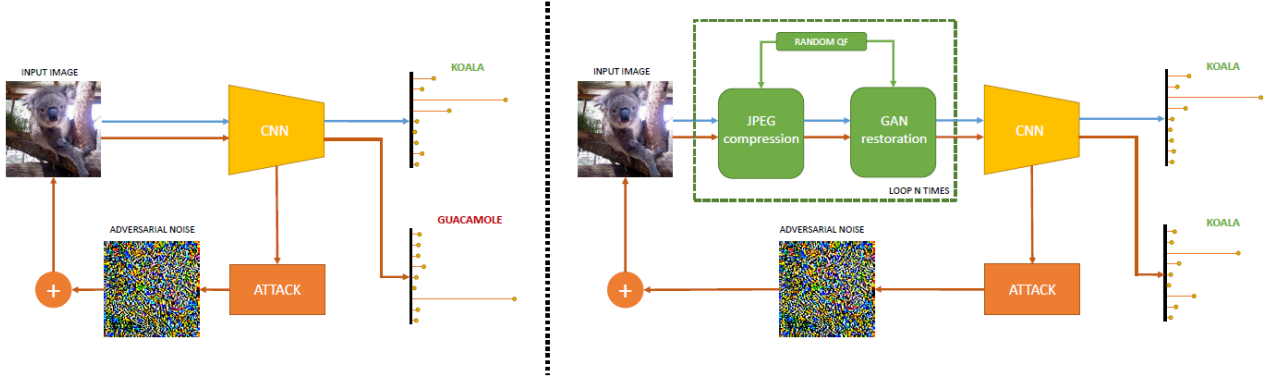 INPUT IMAGE
CNN
KOALA
GUACAMOLE
ADVERSARIAL NOISE
+
ATTACK
RANDOM QF
INPUT IMAGE
JPEG
compression
GAN
restoration
LOOP N TIMES
CNN
KOALA
KOALA
ADVERSARIAL NOISE
+
ATTACK